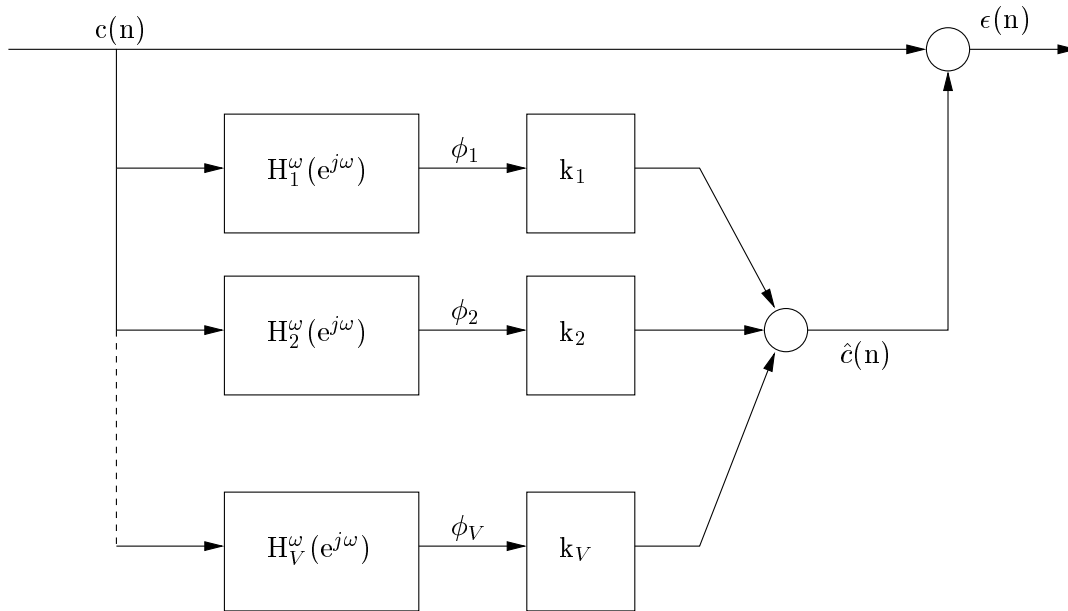 c(n)
ϵ(n)
H₁^ω(e^{jω})
ϕ₁
k₁
H₂^ω(e^{jω})
ϕ₂
k₂
ĉ(n)
H_V^ω(e^{jω})
ϕ_V
k_V